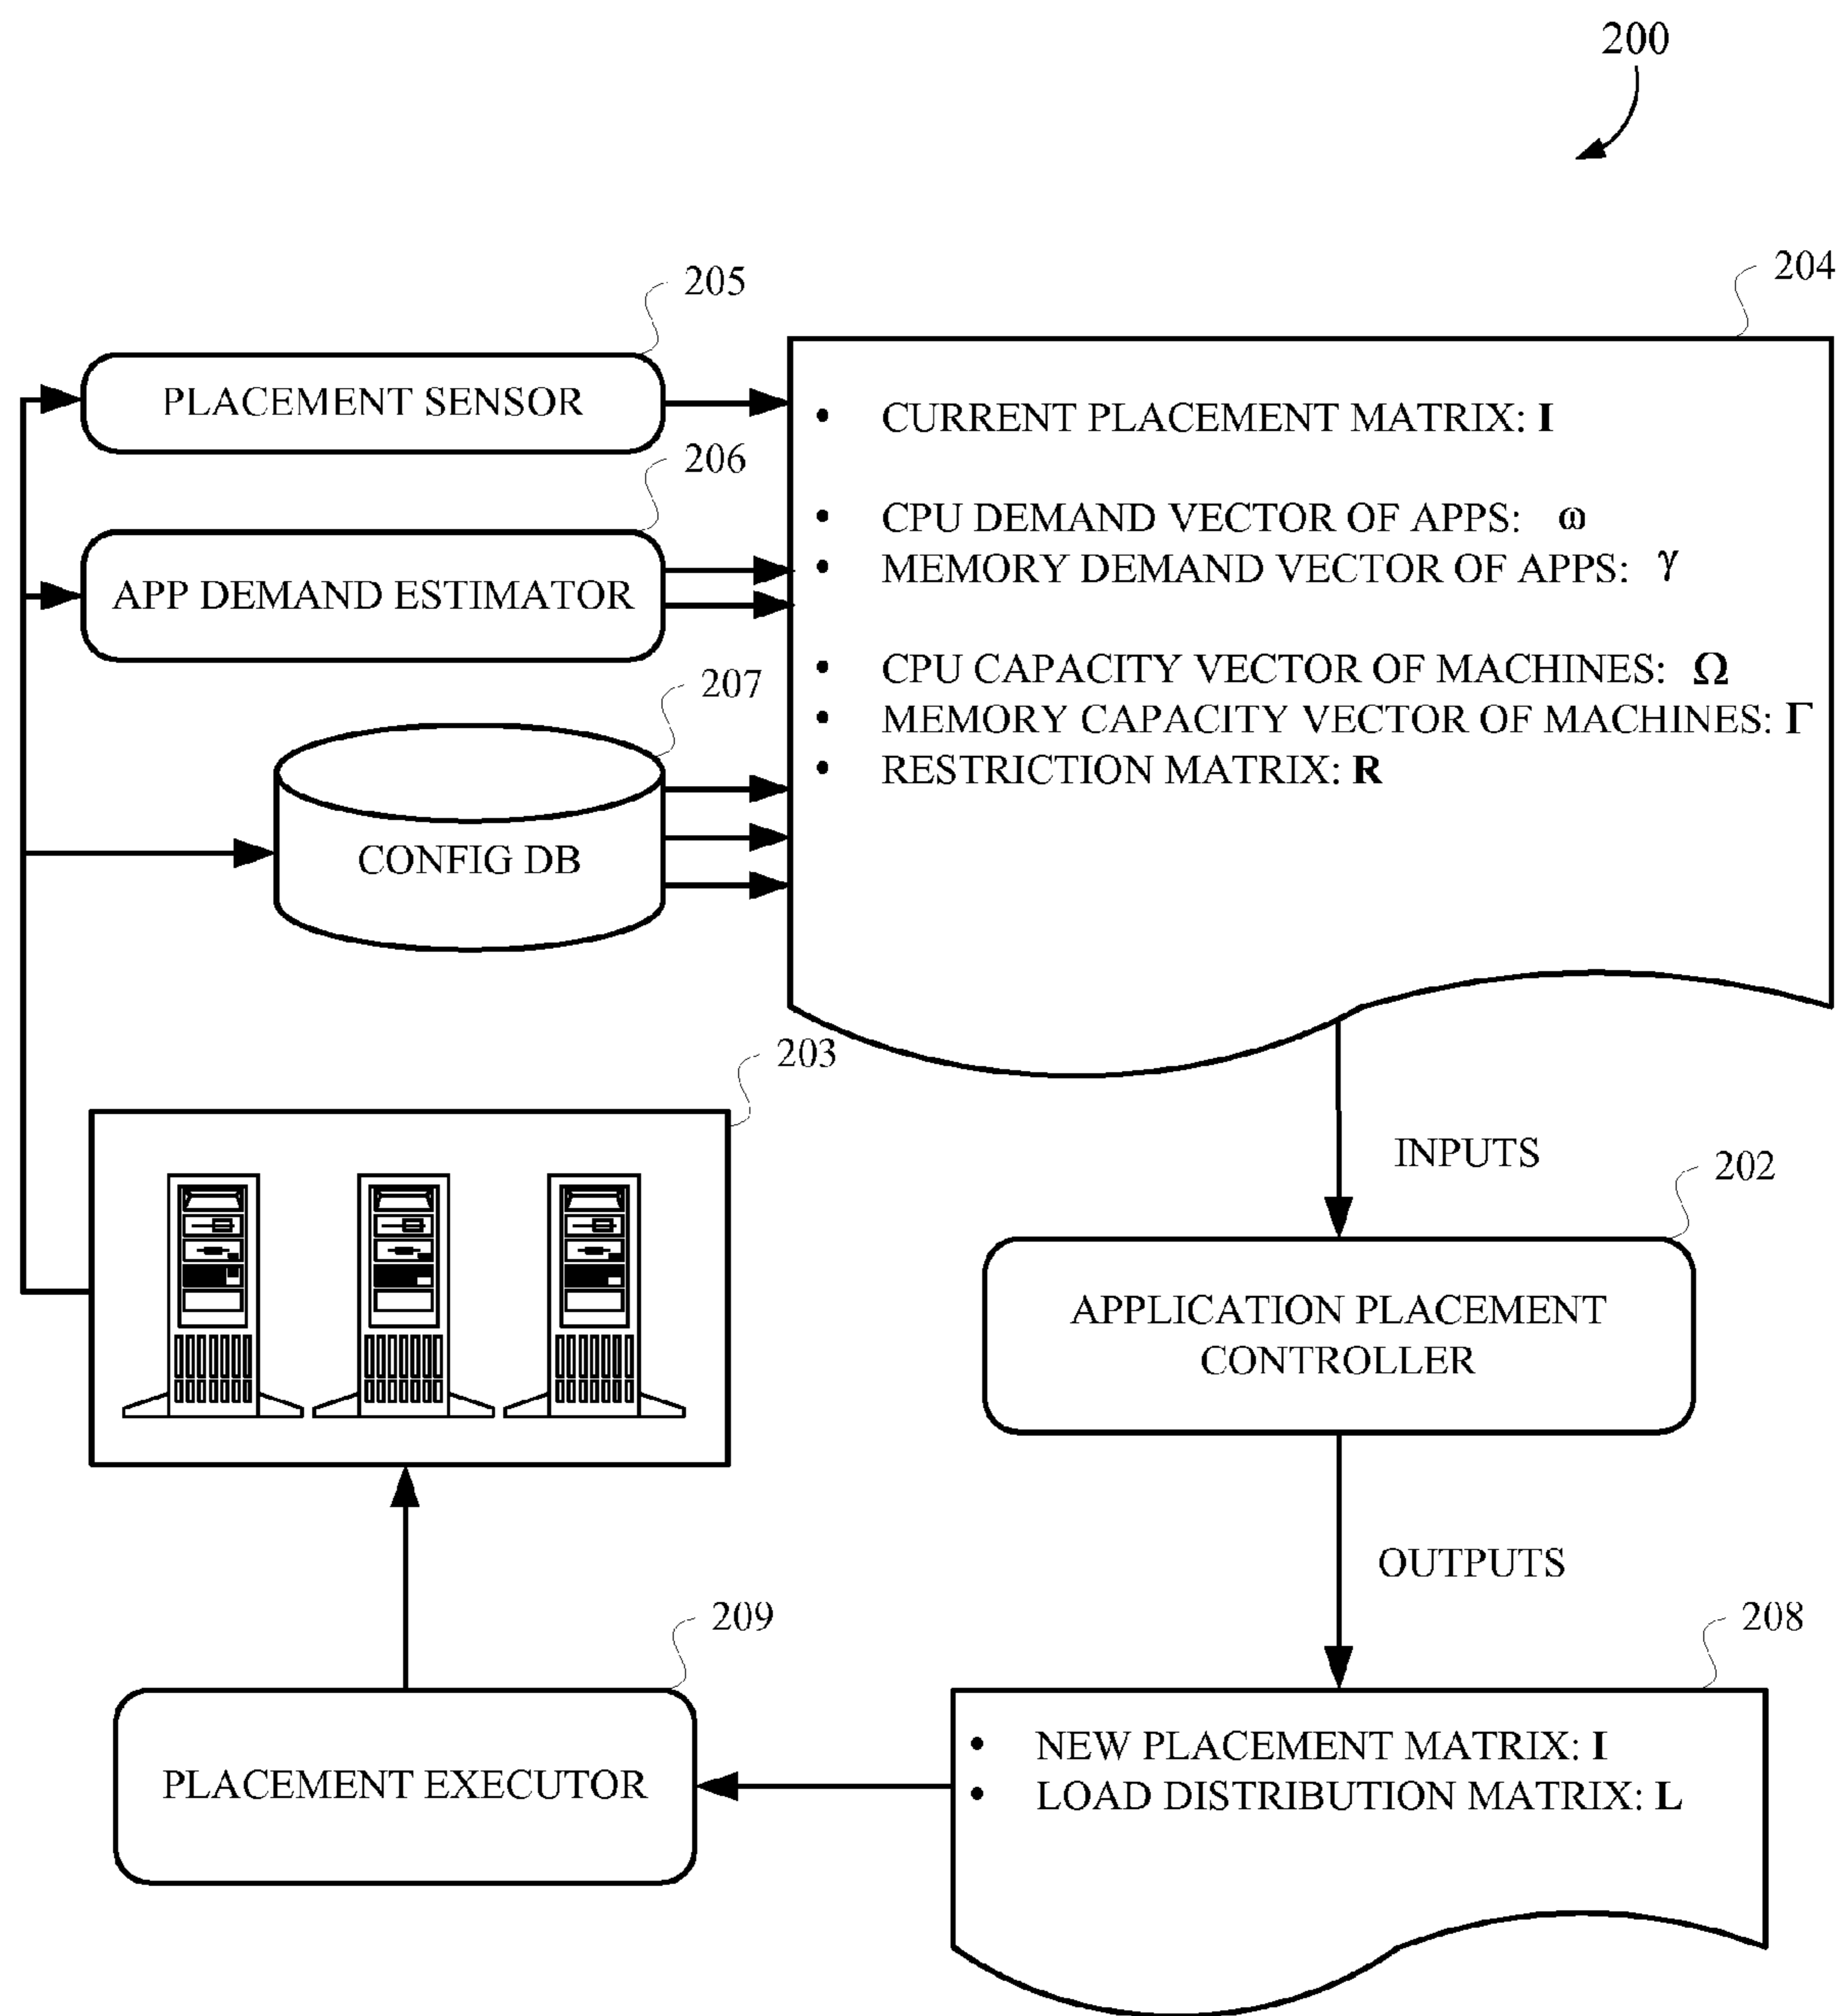 200
204
205
PLACEMENT SENSOR
• CURRENT PLACEMENT MATRIX: I
206
• CPU DEMAND VECTOR OF APPS: ω
• MEMORY DEMAND VECTOR OF APPS: γ
APP DEMAND ESTIMATOR
• CPU CAPACITY VECTOR OF MACHINES: Ω
• MEMORY CAPACITY VECTOR OF MACHINES: Γ
• RESTRICTION MATRIX: R
207
CONFIG DB
203
INPUTS
202
APPLICATION PLACEMENT
CONTROLLER
OUTPUTS
209
208
PLACEMENT EXECUTOR
• NEW PLACEMENT MATRIX: I
• LOAD DISTRIBUTION MATRIX: L